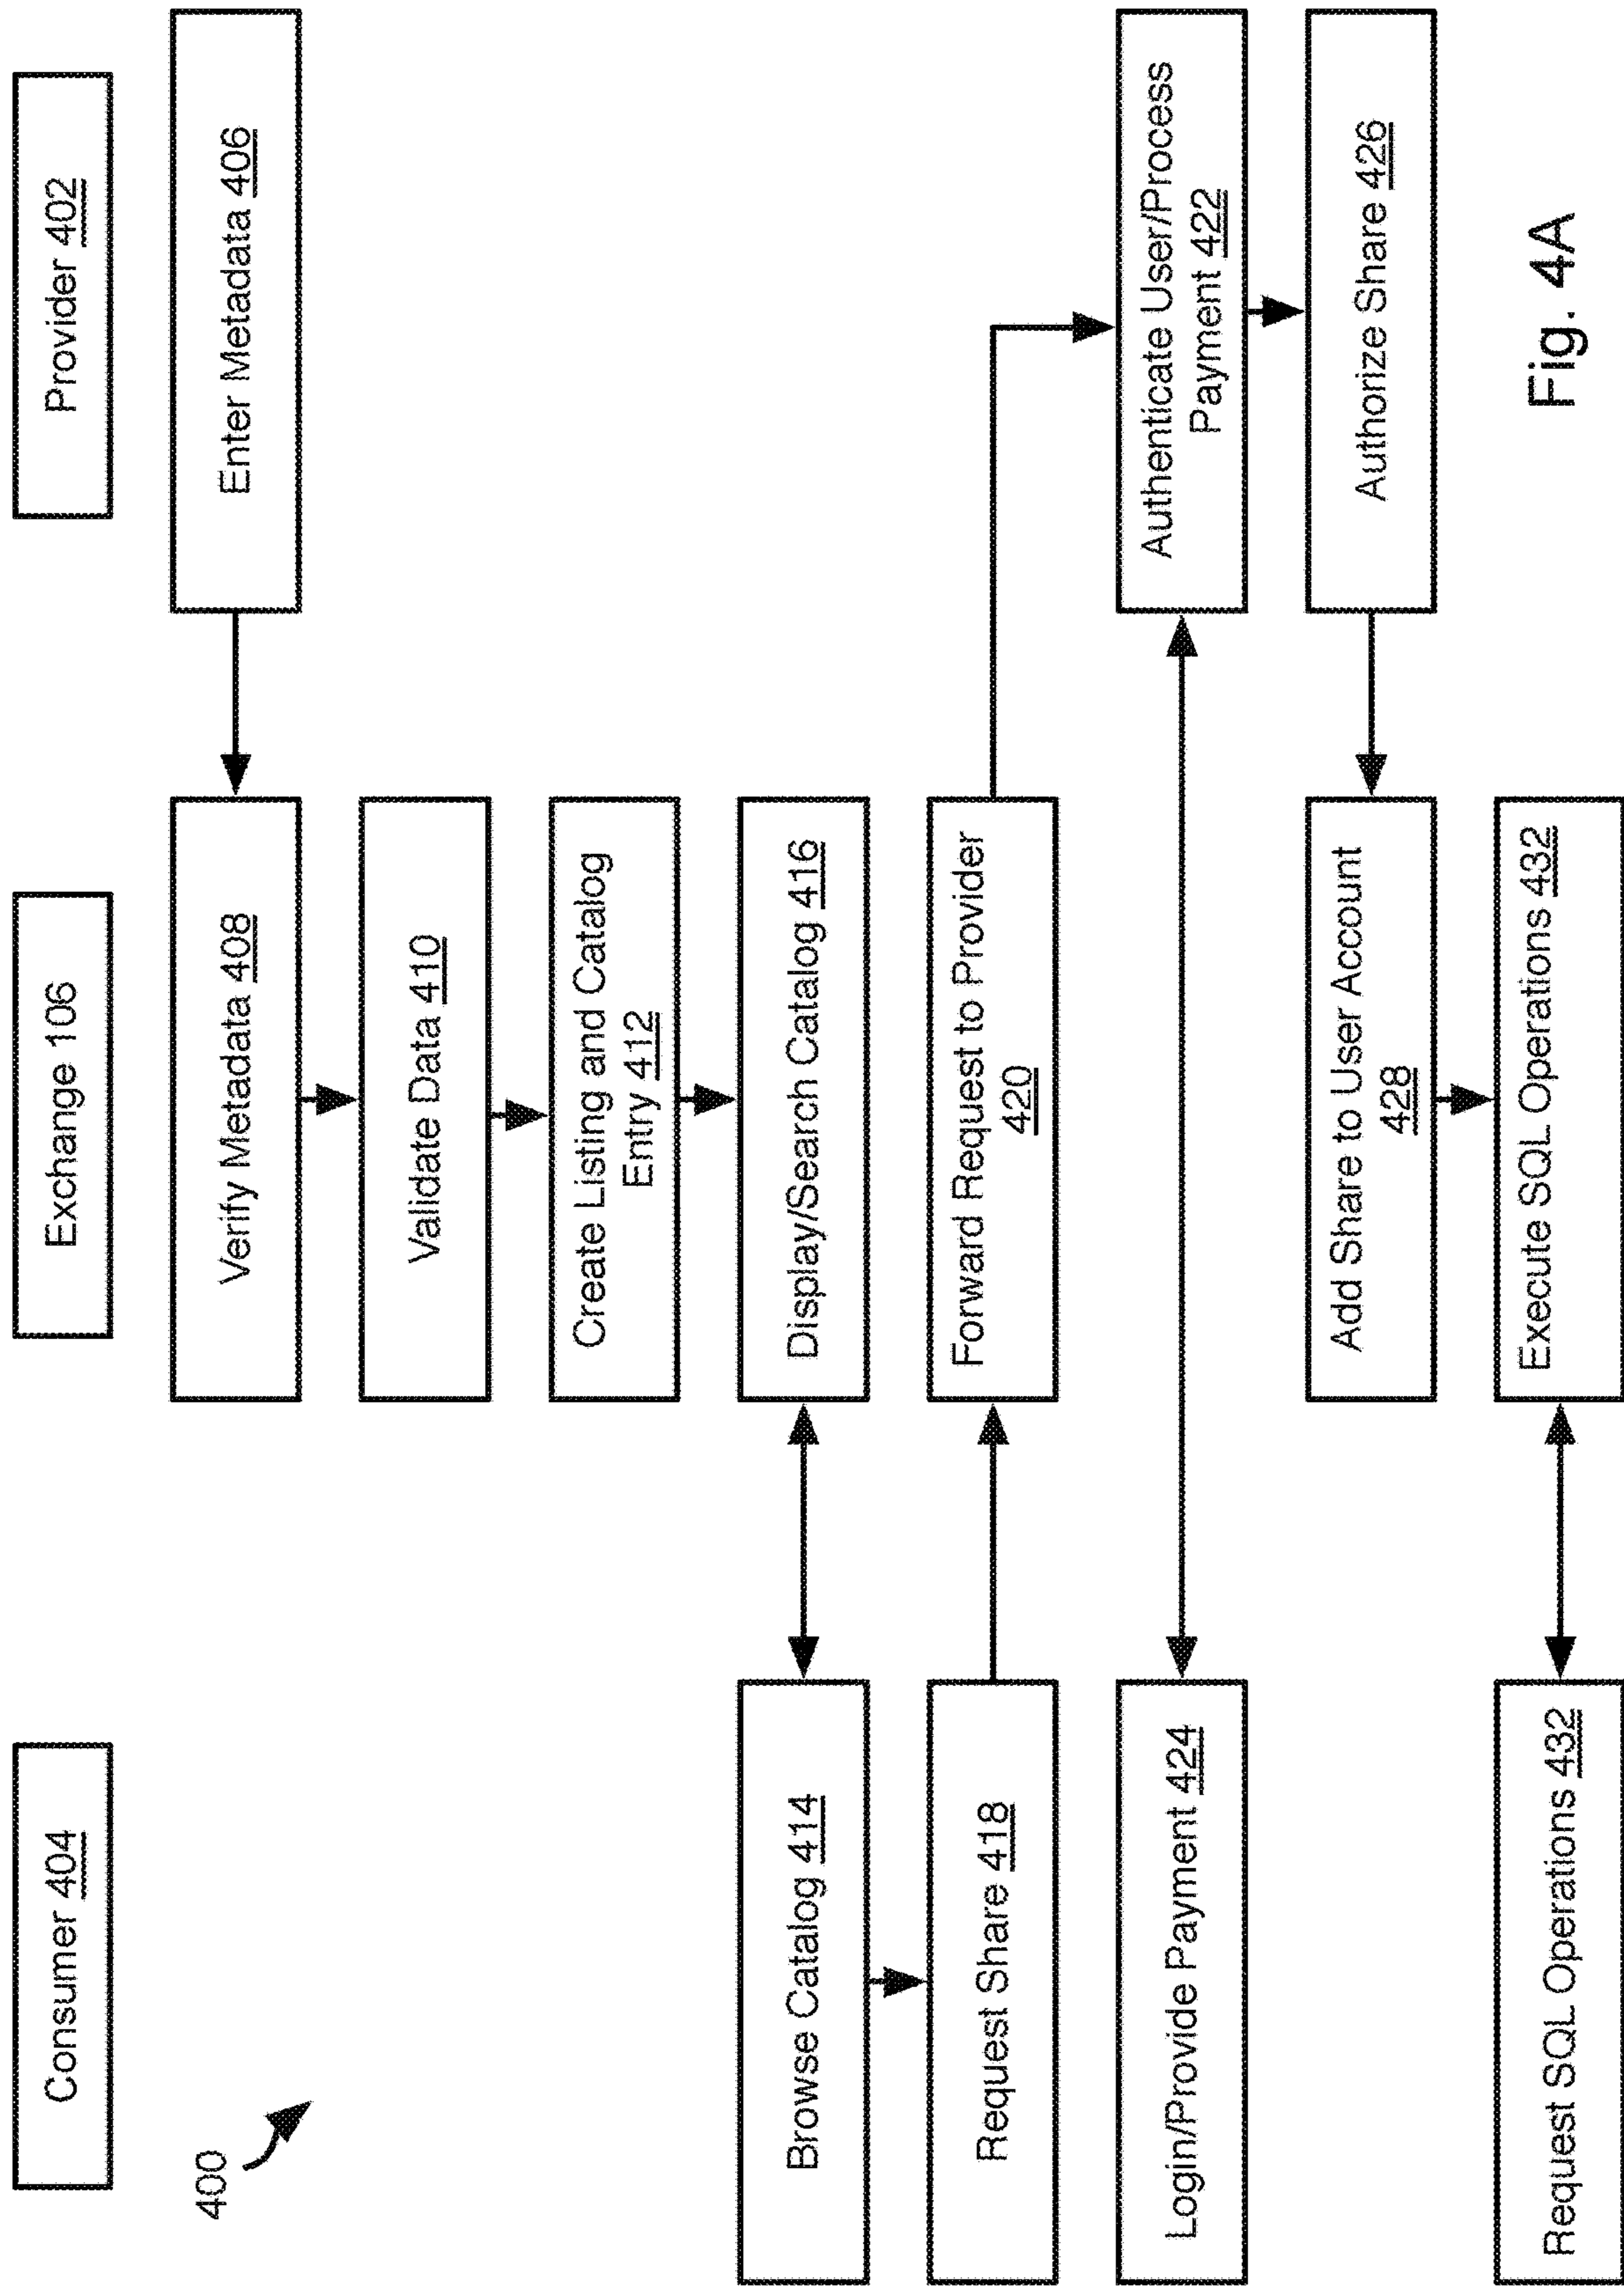 Consumer 404
Exchange 106
Provider 402
400
Enter Metadata 406
Verify Metadata 408
Validate Data 410
Create Listing and Catalog
Entry 412
Browse Catalog 414
Display/Search Catalog 416
Request Share 418
Forward Request to Provider
420
Login/Provide Payment 424
Authenticate User/Process
Payment 422
Add Share to User Account
428
Authorize Share 426
Request SQL Operations 432
Execute SQL Operations 432
Fig. 4A